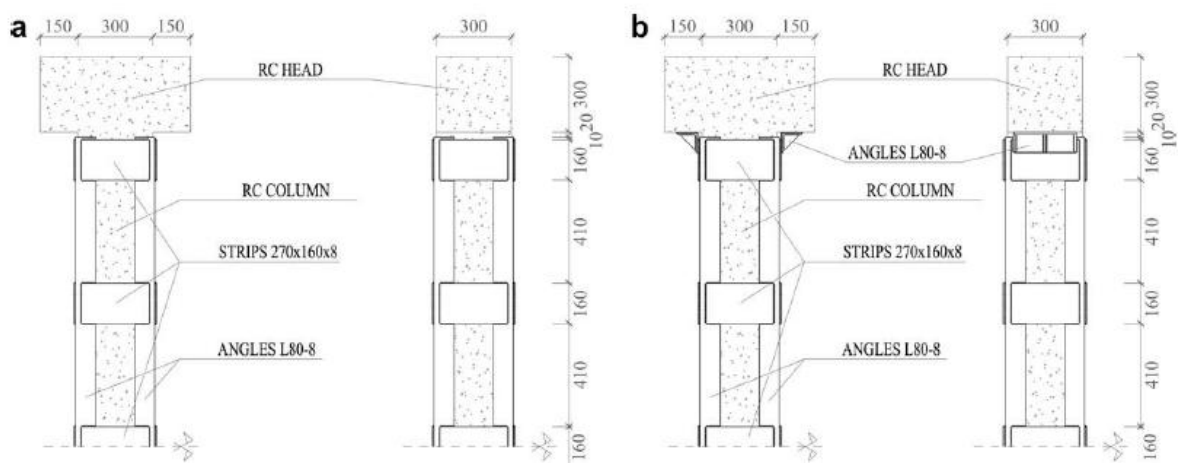 a
150 300 150
300
RC HEAD
300
20
10
160
RC COLUMN
410
STRIPS 270x160x8
160
ANGLES L80-8
410
160
b
150 300 150
300
RC HEAD
300
20
10
ANGLES L80-8
160
RC COLUMN
410
STRIPS 270x160x8
160
ANGLES L80-8
410
160